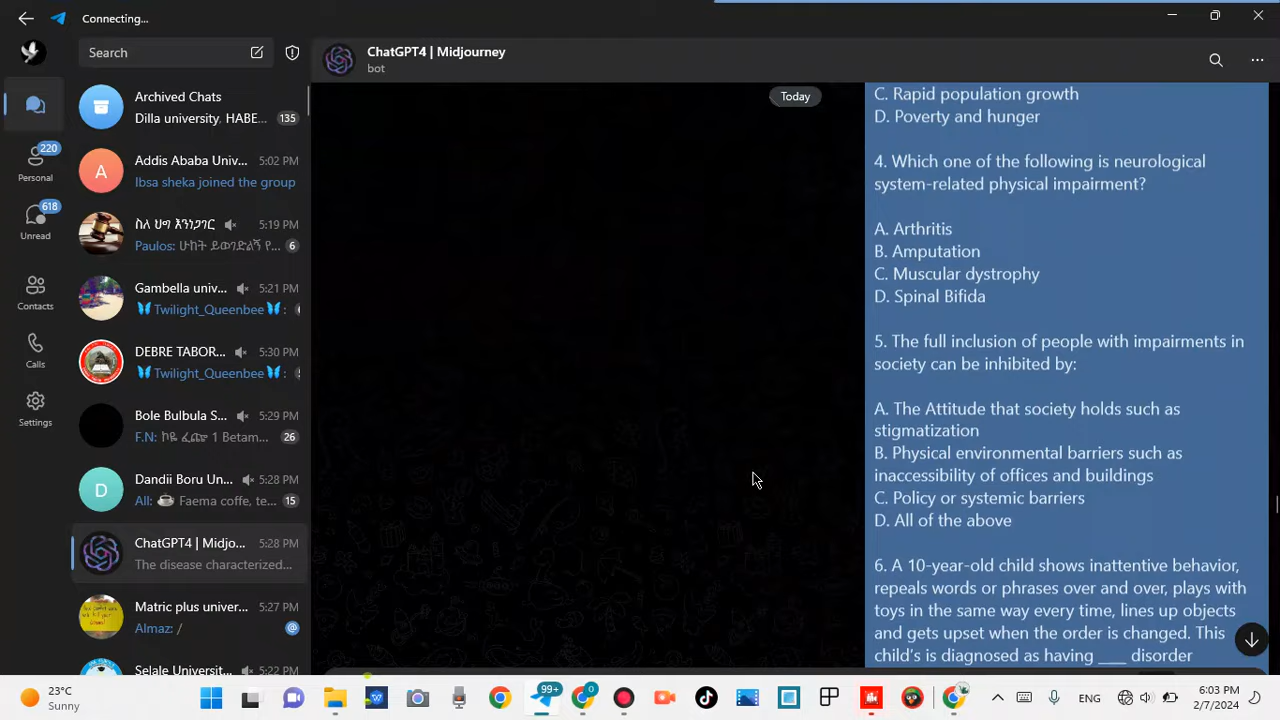 Connecting...
Search
ChatGPT4 | Midjourney
bot
Today
Archived Chats
Dilla university. HABE...
135
Addis Ababa Univ...
5:02 PM
Ibsa sheka joined the group
220
Personal
618
Unread
Contacts
Calls
Settings
ስለ ህግ እንነጋገር
5:19 PM
Paulos: ሁከት ይወገድልኝ የ...
6
Gambella univ...
5:21 PM
Twilight_Queenbee :
DEBRE TABOR...
5:30 PM
Twilight_Queenbee :
Bole Bulbula S...
5:29 PM
F.N: ከዪ ፈጩ 1 Betam...
26
Dandii Boru Un...
5:28 PM
All: Faema coffe, te...
15
ChatGPT4 | Midjo...
5:28 PM
The disease characterized...
Matric plus univer...
5:27 PM
Almaz: /
@
Selale Universit...
5:22 PM
C. Rapid population growth
D. Poverty and hunger
4. Which one of the following is neurological
system-related physical impairment?
A. Arthritis
B. Amputation
C. Muscular dystrophy
D. Spinal Bifida
5. The full inclusion of people with impairments in
society can be inhibited by:
A. The Attitude that society holds such as
stigmatization
B. Physical environmental barriers such as
inaccessibility of offices and buildings
C. Policy or systemic barriers
D. All of the above
6. A 10-year-old child shows inattentive behavior,
repeals words or phrases over and over, plays with
toys in the same way every time, lines up objects
and gets upset when the order is changed. This
child's is diagnosed as having ____ disorder
23°C
Sunny
99+
ENG
6:03 PM
2/7/2024